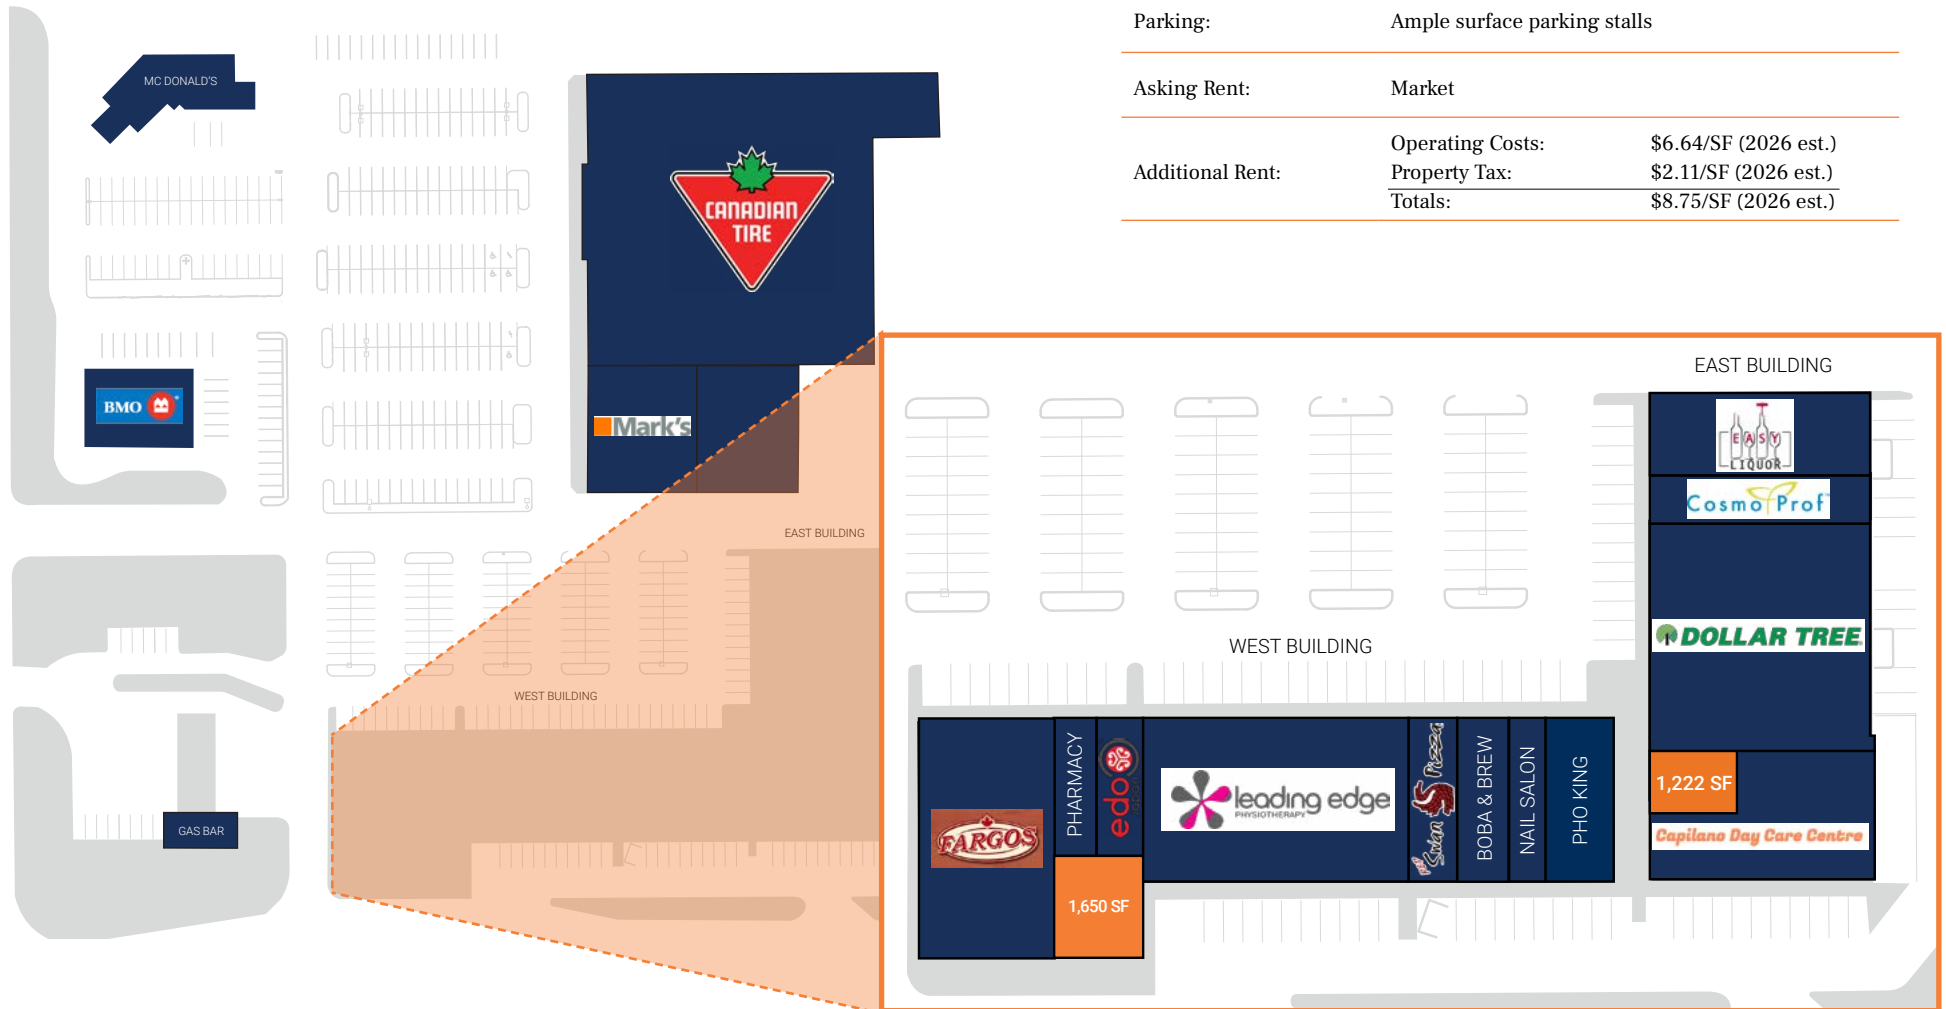 Parking: Ample surface parking stalls
Asking Rent: Market
Additional Rent:
Operating Costs: $6.64/SF (2026 est.)
Property Tax: $2.11/SF (2026 est.)
Totals: $8.75/SF (2026 est.)
MC DONALD'S
CANADIAN
TIRE
BMO
Mark's
EAST BUILDING
WEST BUILDING
GAS BAR
EAST BUILDING
EASY
LIQUOR
CosmoProf
DOLLAR TREE
1,222 SF
Capilano Day Care Centre
WEST BUILDING
FARGOS
PHARMACY
edo
1,650 SF
leading edge
PHYSIOTHERAPY
Swan Pizza
BOBA & BREW
NAIL SALON
PHO KING